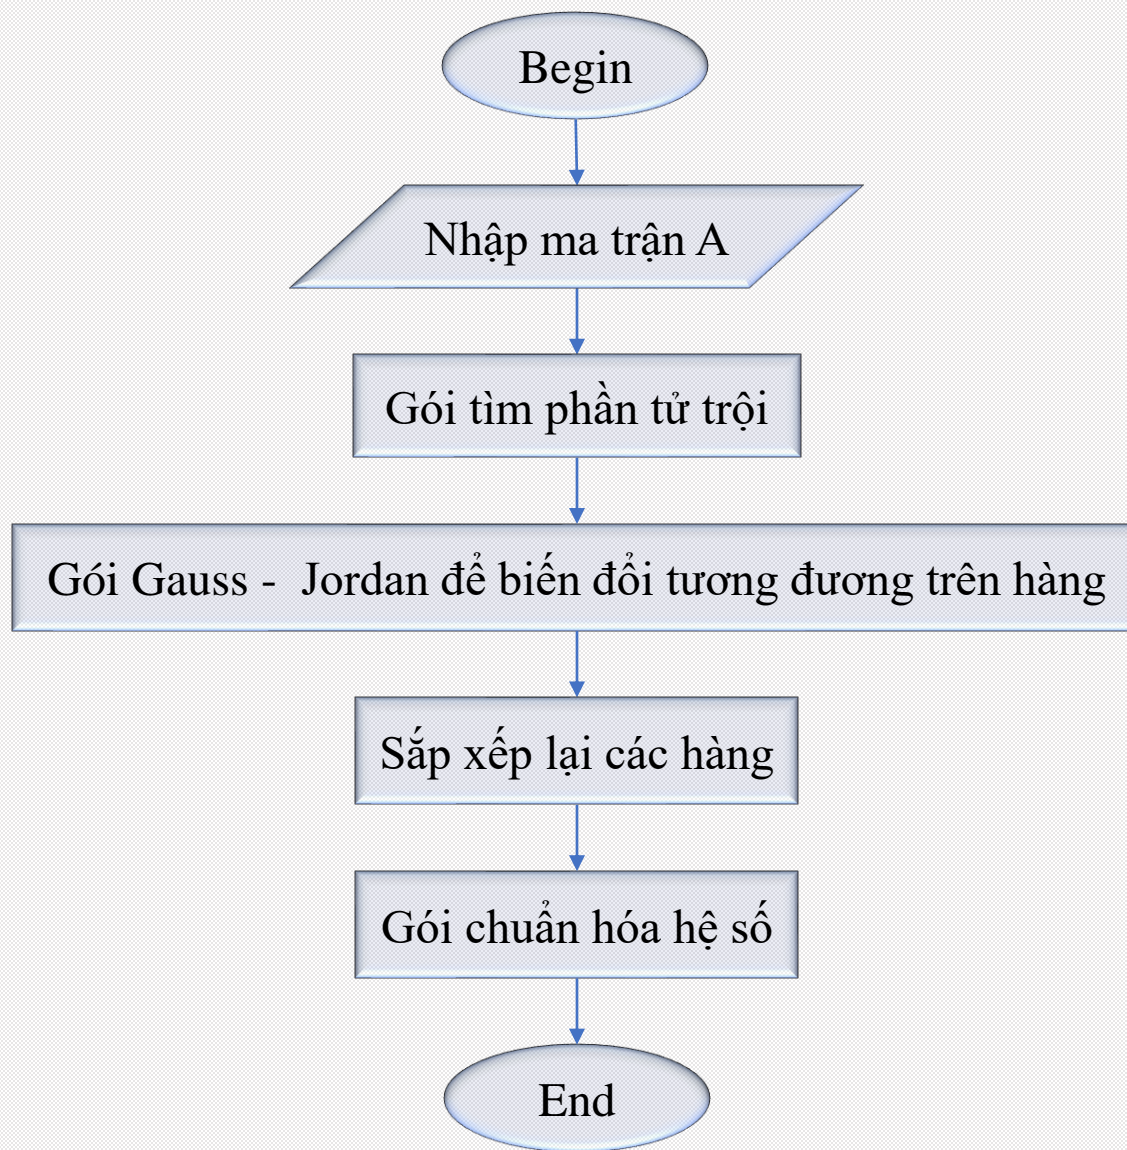 Begin
Nhập ma trận A
Gói tìm phần tử trội
Gói Gauss -  Jordan để biến đổi tương đương trên hàng
Sắp xếp lại các hàng
Gói chuẩn hóa hệ số
End